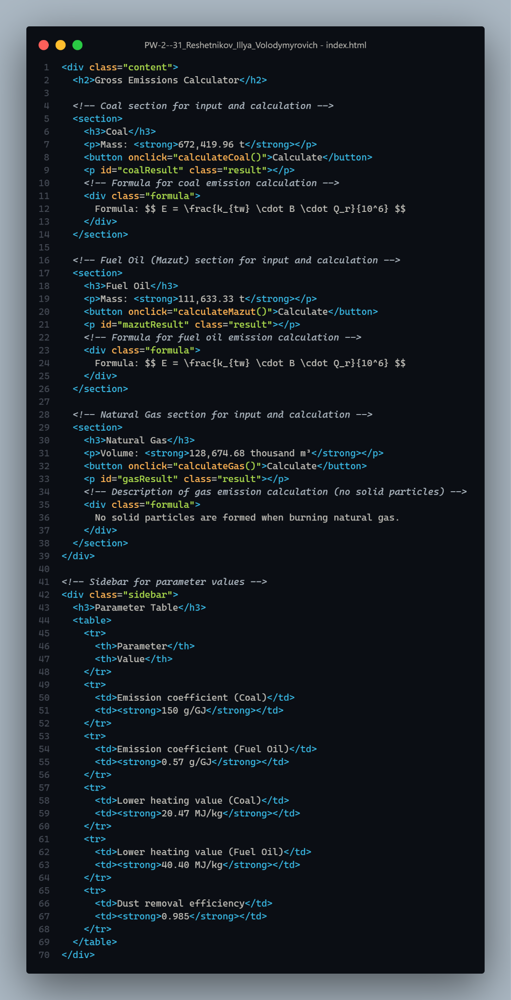 PW-2--31_Reshetnikov_Illya_Volodymyrovich - index.html
1 <div class="content">
2   <h2>Gross Emissions Calculator</h2>
3
4   <!-- Coal section for input and calculation -->
5   <section>
6     <h3>Coal</h3>
7     <p>Mass: <strong>672,419.96 t</strong></p>
8     <button onclick="calculateCoal()">Calculate</button>
9     <p id="coalResult" class="result"></p>
10     <!-- Formula for coal emission calculation -->
11     <div class="formula">
12       Formula: $$ E = \frac{k_{tw} \cdot B \cdot Q_r}{10^6} $$
13     </div>
14   </section>
15
16   <!-- Fuel Oil (Mazut) section for input and calculation -->
17   <section>
18     <h3>Fuel Oil</h3>
19     <p>Mass: <strong>111,633.33 t</strong></p>
20     <button onclick="calculateMazut()">Calculate</button>
21     <p id="mazutResult" class="result"></p>
22     <!-- Formula for fuel oil emission calculation -->
23     <div class="formula">
24       Formula: $$ E = \frac{k_{tw} \cdot B \cdot Q_r}{10^6} $$
25     </div>
26   </section>
27
28   <!-- Natural Gas section for input and calculation -->
29   <section>
30     <h3>Natural Gas</h3>
31     <p>Volume: <strong>128,674.68 thousand m³</strong></p>
32     <button onclick="calculateGas()">Calculate</button>
33     <p id="gasResult" class="result"></p>
34     <!-- Description of gas emission calculation (no solid particles) -->
35     <div class="formula">
36       No solid particles are formed when burning natural gas.
37     </div>
38   </section>
39 </div>
40
41 <!-- Sidebar for parameter values -->
42 <div class="sidebar">
43   <h3>Parameter Table</h3>
44   <table>
45     <tr>
46       <th>Parameter</th>
47       <th>Value</th>
48     </tr>
49     <tr>
50       <td>Emission coefficient (Coal)</td>
51       <td><strong>150 g/GJ</strong></td>
52     </tr>
53     <tr>
54       <td>Emission coefficient (Fuel Oil)</td>
55       <td><strong>0.57 g/GJ</strong></td>
56     </tr>
57     <tr>
58       <td>Lower heating value (Coal)</td>
59       <td><strong>20.47 MJ/kg</strong></td>
60     </tr>
61     <tr>
62       <td>Lower heating value (Fuel Oil)</td>
63       <td><strong>40.40 MJ/kg</strong></td>
64     </tr>
65     <tr>
66       <td>Dust removal efficiency</td>
67       <td><strong>0.985</strong></td>
68     </tr>
69   </table>
70 </div>